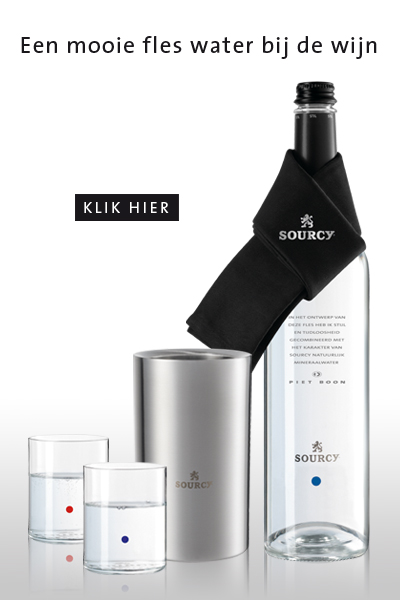 Een mooie fles water bij de wijn
KLIK HIER
SOURCY
IN HET ONTWERP VAN
DEZE FLES HEB IK STIJL
EN TIJDLOOSHEID
GECOMBINEERD MET
HET KARAKTER VAN
SOURCY NATUURLIJK
MINERAALWATER
PIET BOON
SOURCY
SOURCY